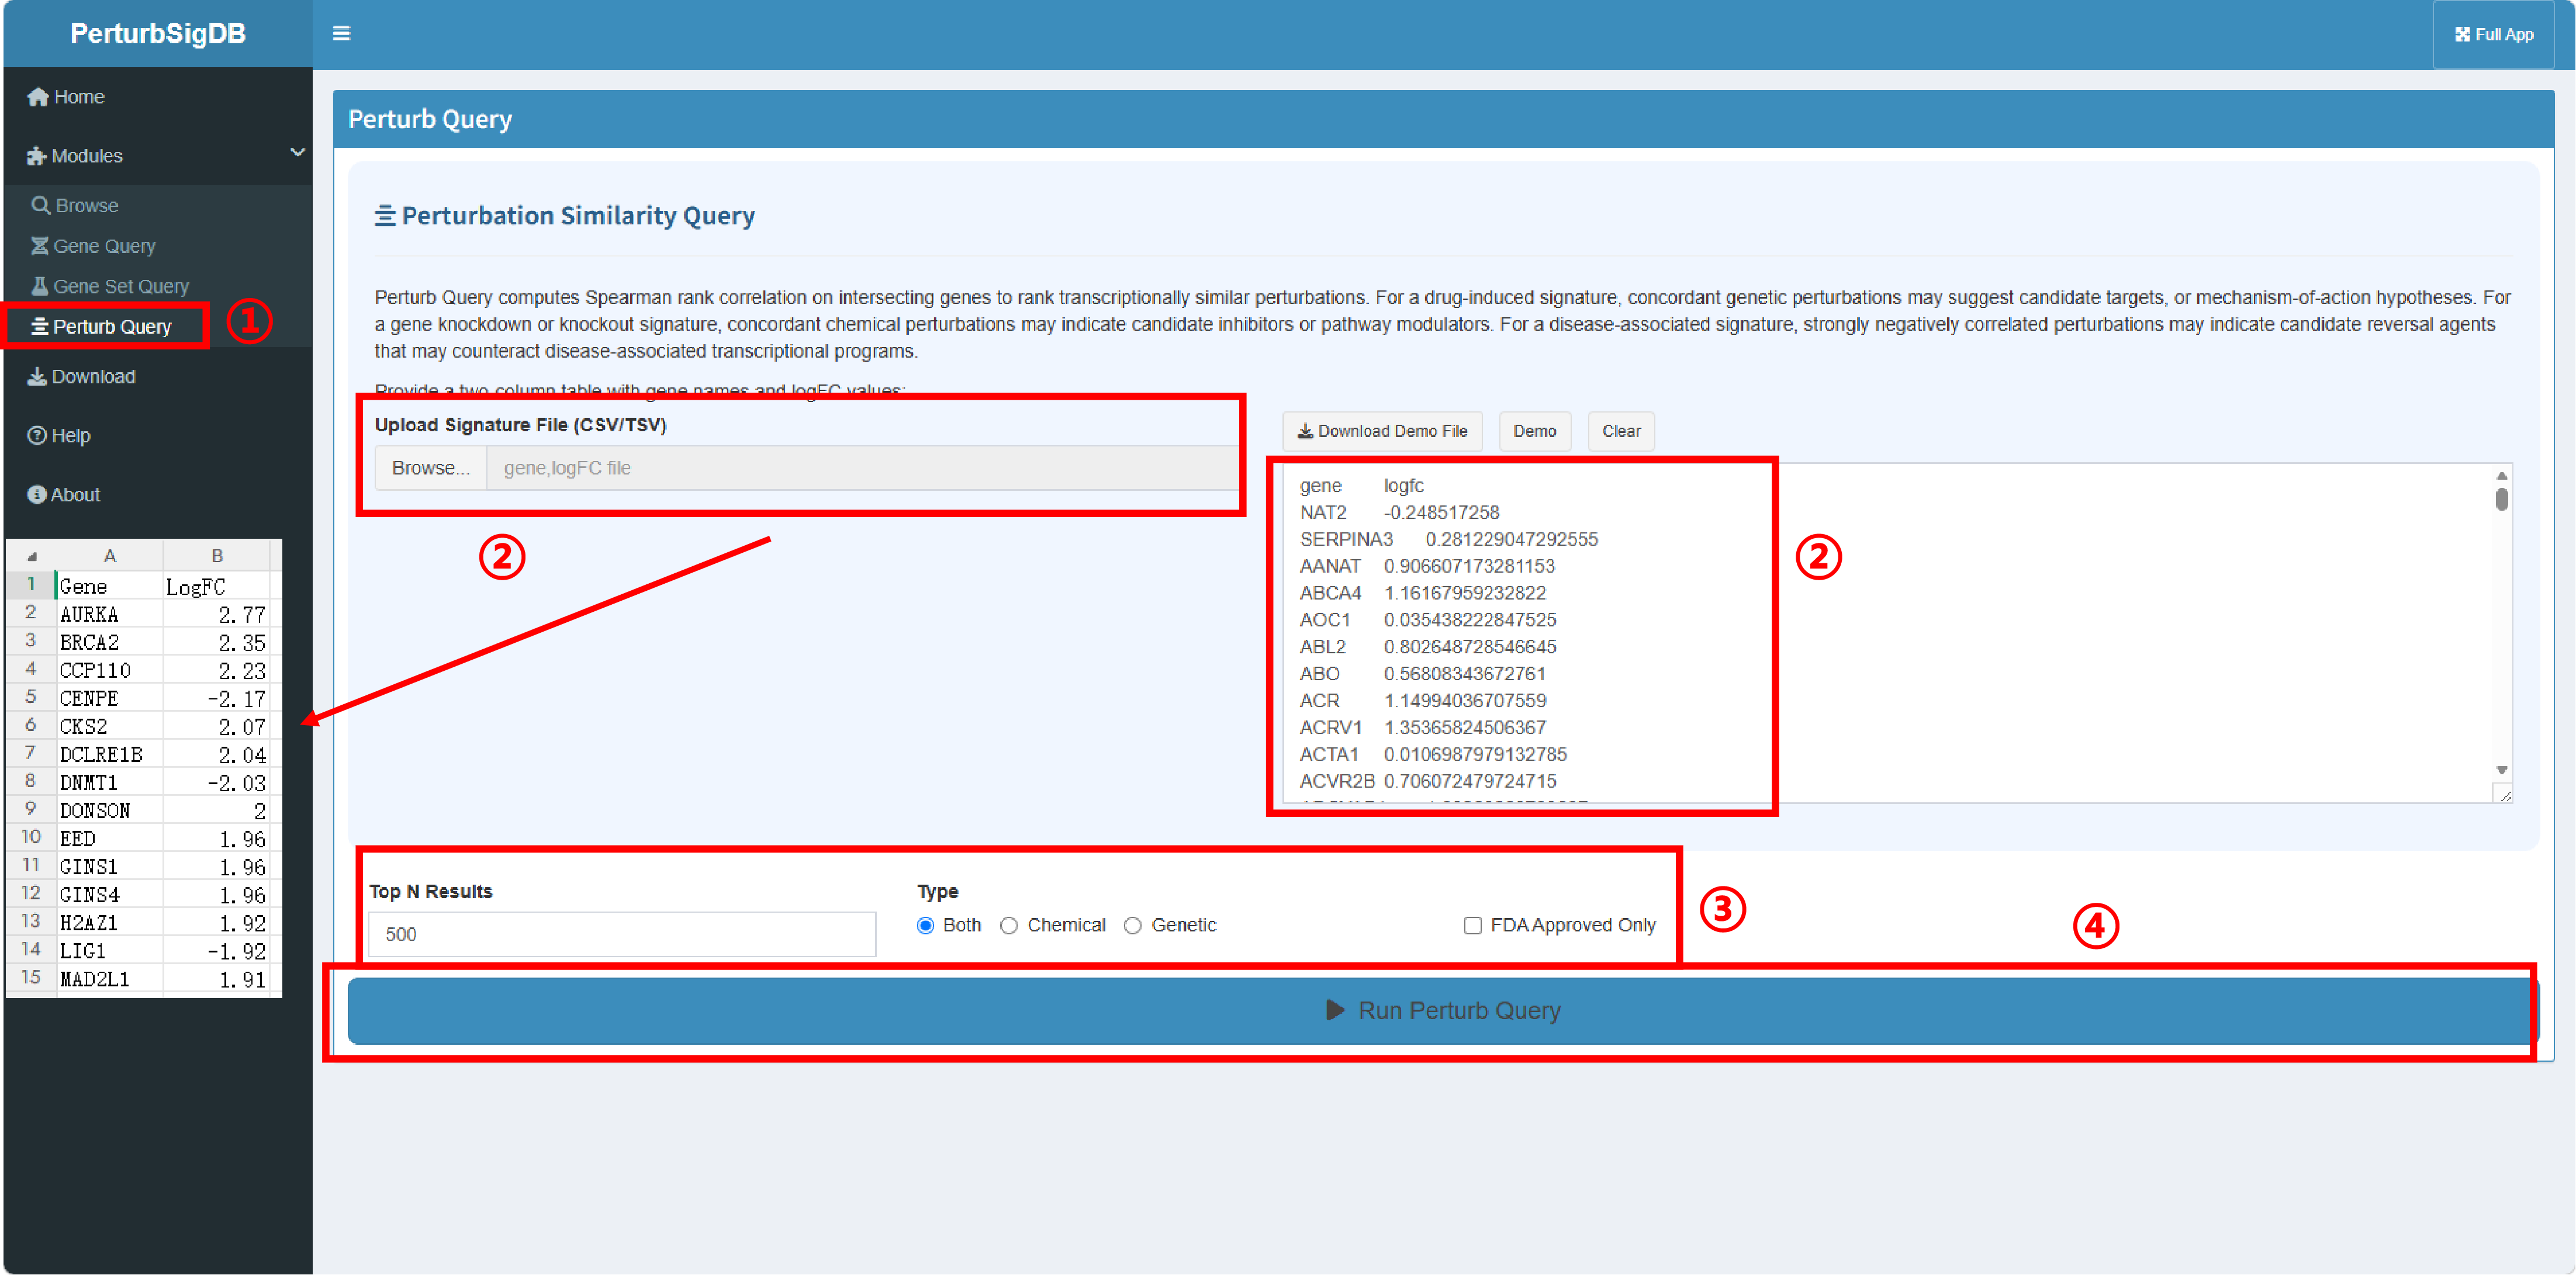 PerturbSigDB
Full App
Home
Modules
Browse
Gene Query
Gene Set Query
Perturb Query
①
Download
Help
About
A B
1 Gene LogFC
2 AURKA 2.77
3 BRCA2 2.35
4 CCP110 2.23
5 CENPE -2.17
6 CKS2 2.07
7 DCLRE1B 2.04
8 DNMT1 -2.03
9 DONSON 2
10 EED 1.96
11 GINS1 1.96
12 GINS4 1.96
13 H2AZ1 1.92
14 LIG1 -1.92
15 MAD2L1 1.91
Perturb Query
Perturbation Similarity Query
Perturb Query computes Spearman rank correlation on intersecting genes to rank transcriptionally similar perturbations. For a drug-induced signature, concordant genetic perturbations may suggest candidate targets, or mechanism-of-action hypotheses. For
a gene knockdown or knockout signature, concordant chemical perturbations may indicate candidate inhibitors or pathway modulators. For a disease-associated signature, strongly negatively correlated perturbations may indicate candidate reversal agents
that may counteract disease-associated transcriptional programs.
Provide a two-column table with gene names and logFC values:
Upload Signature File (CSV/TSV)
Browse... gene,logFC file
②
Download Demo File Demo Clear
gene logfc
NAT2 -0.248517258
SERPINA3 0.281229047292555
AANAT 0.906607173281153
ABCA4 1.16167959232822
AOC1 0.035438222847525
ABL2 0.802648728546645
ABO 0.56808343672761
ACR 1.14994036707559
ACRV1 1.35365824506367
ACTA1 0.0106987979132785
ACVR2B 0.706072479724715
②
Top N Results
500
Type
Both Chemical Genetic
FDA Approved Only
③
④
Run Perturb Query